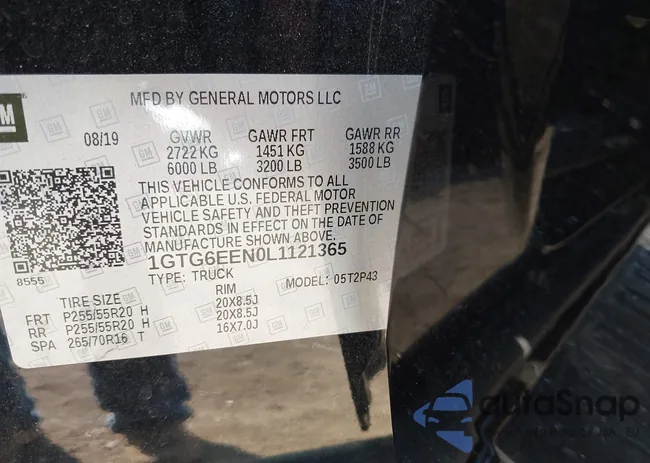 GM
MFD BY GENERAL MOTORS LLC
08/19 GVWR GAWR FRT GAWR RR
2722 KG 1451 KG 1588 KG
6000 LB 3200 LB 3500 LB
THIS VEHICLE CONFORMS TO ALL
APPLICABLE U.S. FEDERAL MOTOR
VEHICLE SAFETY AND THEFT PREVENTION
STANDARDS IN EFFECT ON THE DATE OF
MANUFACTURE SHOWN ABOVE.
1GTG6EEN0L1121365
8555 TYPE: TRUCK MODEL: 05T2P43
TIRE SIZE RIM
FRT P255/55R20 H 20X8.5J
RR P255/55R20 H 20X8.5J
SPA 265/70R16 T 16X7.0J
autoSnap